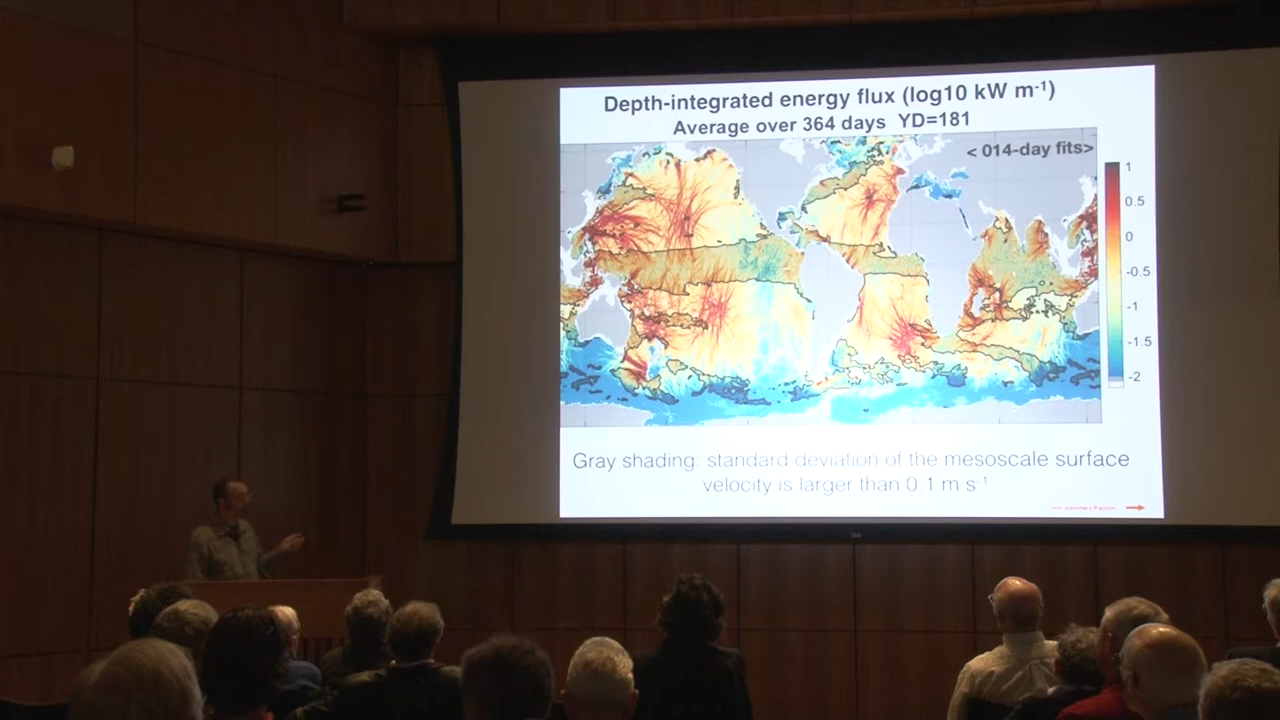 Depth-integrated energy flux (log10 kW m-1)
Average over 364 days YD=181
< 014-day fits>
1
0.5
0
-0.5
-1
-1.5
-2
Gray shading: standard deviation of the mesoscale surface
velocity is larger than 0.1 m s-1